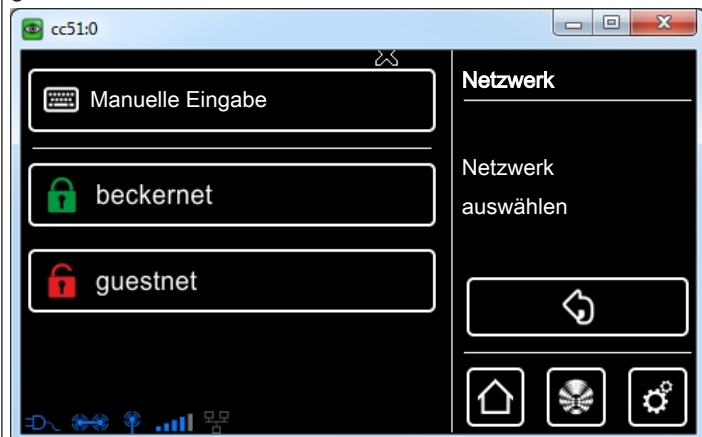 cc51:0
Manuelle Eingabe
beckernet
guestnet
Netzwerk
Netzwerk
auswählen